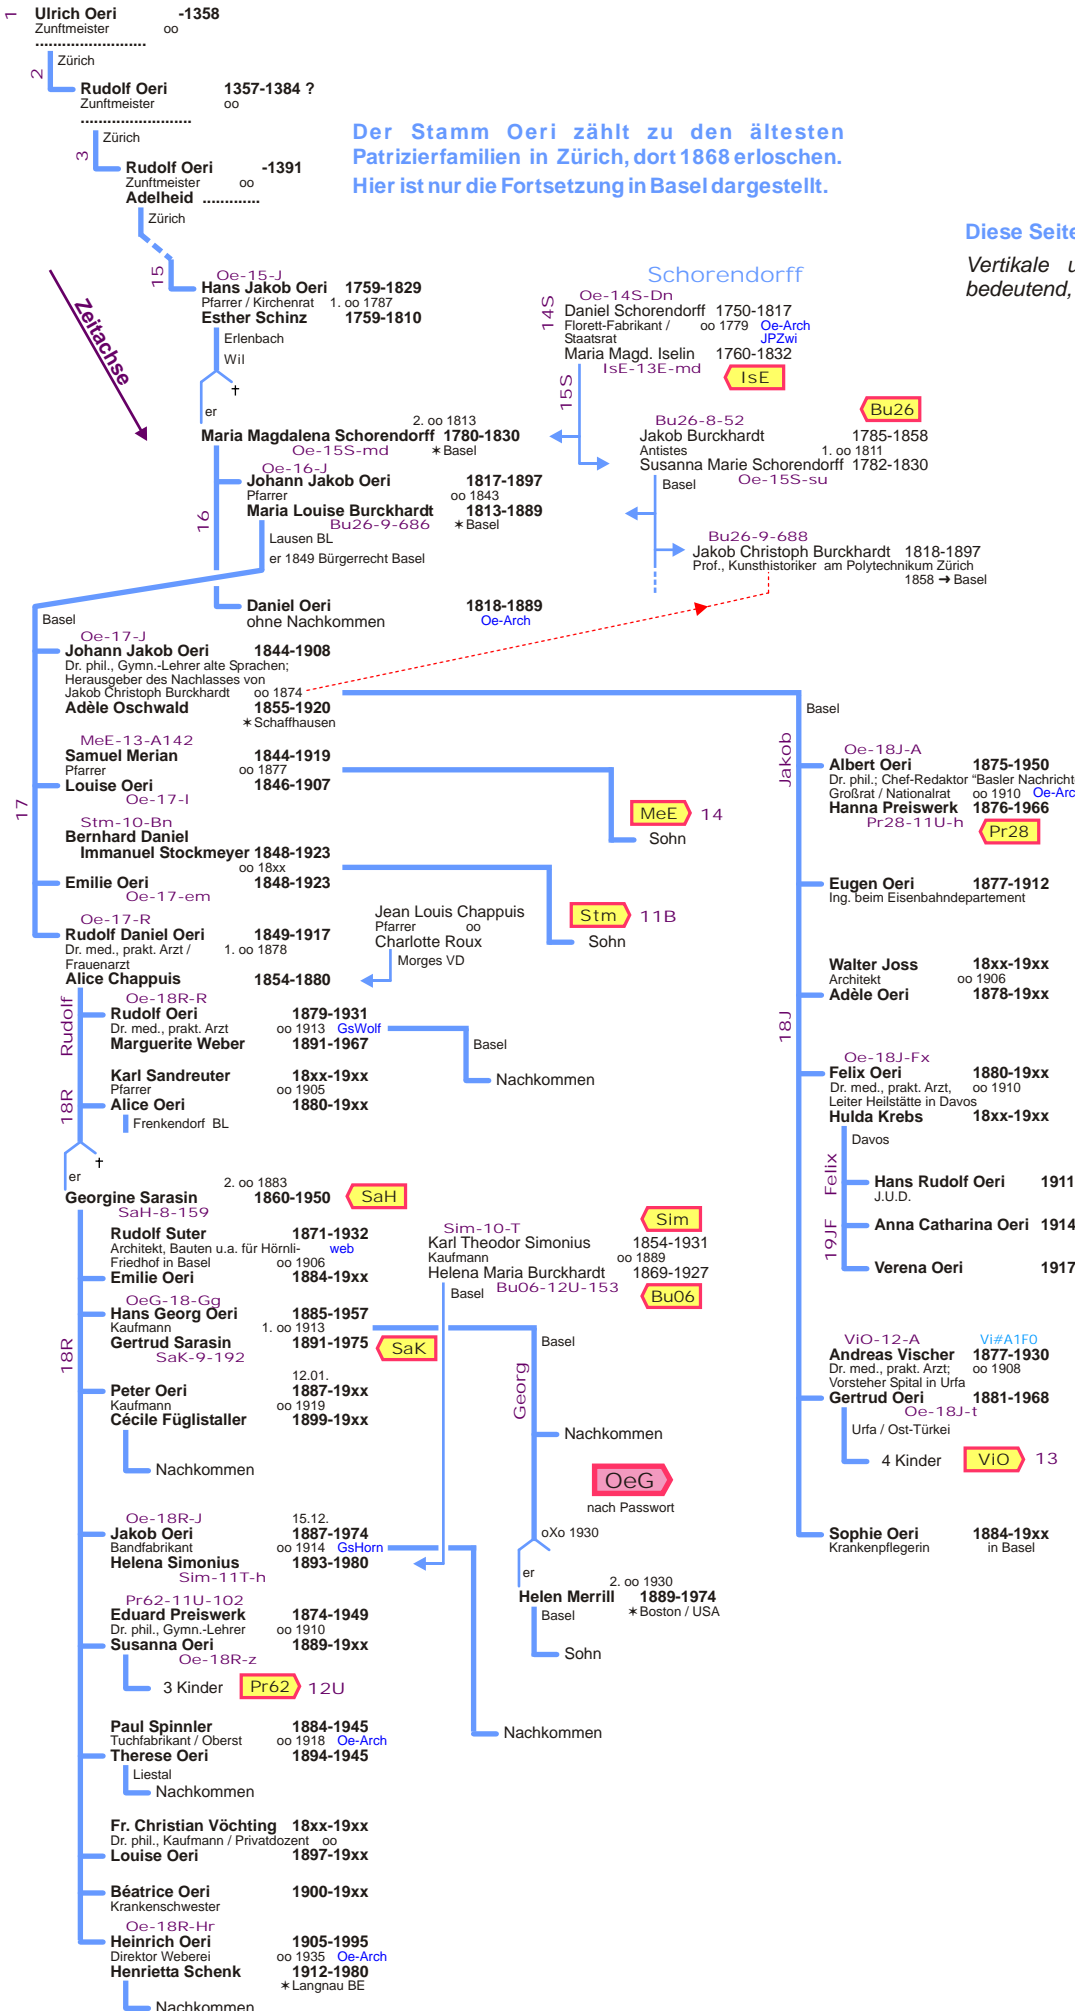 1
Ulrich Oeri -1358
Zunftmeister oo
..........................
Zürich
2
Rudolf Oeri 1357-1384 ?
Zunftmeister oo
..........................
Zürich
3
Rudolf Oeri -1391
Zunftmeister oo
Adelheid .............
Zürich
Der Stamm Oeri zählt zu den ältesten
Patrizierfamilien in Zürich, dort 1868 erloschen.
Hier ist nur die Fortsetzung in Basel dargestellt.
Diese Seite
Vertikale u
bedeutend,
Zeitachse
15
Oe-15-J
Hans Jakob Oeri 1759-1829
Pfarrer / Kirchenrat 1. oo 1787
Esther Schinz 1759-1810
Erlenbach
Wil
✝
er
2. oo 1813
Maria Magdalena Schorendorff 1780-1830
Oe-15S-md ∗Basel
Schorendorff
14S
Oe-14S-Dn
Daniel Schorendorff 1750-1817
Florett-Fabrikant / oo 1779 Oe-Arch
Staatsrat JPZwi
Maria Magd. Iselin 1760-1832
IsE-13E-md
IsE
15S
Bu26
Bu26-8-52
Jakob Burckhardt 1785-1858
Antistes 1. oo 1811
Susanna Marie Schorendorff 1782-1830
Basel Oe-15S-su
Bu26-9-688
Jakob Christoph Burckhardt 1818-1897
Prof., Kunsthistoriker am Polytechnikum Zürich
1858 ➔ Basel
16
Oe-16-J
Johann Jakob Oeri 1817-1897
Pfarrer oo 1843
Maria Louise Burckhardt 1813-1889
Bu26-9-686 ∗Basel
Lausen BL
er 1849 Bürgerrecht Basel
Daniel Oeri 1818-1889
ohne Nachkommen Oe-Arch
Basel
17
Oe-17-J
Johann Jakob Oeri 1844-1908
Dr. phil., Gymn.-Lehrer alte Sprachen;
Herausgeber des Nachlasses von
Jakob Christoph Burckhardt oo 1874
Adèle Oschwald 1855-1920
∗Schaffhausen
MeE-13-A142
Samuel Merian 1844-1919
Pfarrer oo 1877
Louise Oeri 1846-1907
Oe-17-l
MeE 14
Sohn
Stm-10-Bn
Bernhard Daniel
Immanuel Stockmeyer 1848-1923
oo 18xx
Emilie Oeri 1848-1923
Oe-17-em
Stm 11B
Sohn
Oe-17-R
Rudolf Daniel Oeri 1849-1917
Dr. med., prakt. Arzt / 1. oo 1878
Frauenarzt
Alice Chappuis 1854-1880
Jean Louis Chappuis
Pfarrer oo
Charlotte Roux
Morges VD
Rudolf
18R
Oe-18R-R
Rudolf Oeri 1879-1931
Dr. med., prakt. Arzt oo 1913 GsWolf
Marguerite Weber 1891-1967
Basel
Nachkommen
Karl Sandreuter 18xx-19xx
Pfarrer oo 1905
Alice Oeri 1880-19xx
Frenkendorf BL
✝
er
2. oo 1883
Georgine Sarasin 1860-1950
SaH-8-159
SaH
18R
Rudolf Suter 1871-1932
Architekt, Bauten u.a. für Hörnli- web
Friedhof in Basel oo 1906
Emilie Oeri 1884-19xx
OeG-18-Gg
Hans Georg Oeri 1885-1957
Kaufmann 1. oo 1913
Gertrud Sarasin 1891-1975
SaK-9-192
SaK
Sim
Sim-10-T
Karl Theodor Simonius 1854-1931
Kaufmann oo 1889
Helena Maria Burckhardt 1869-1927
Basel Bu06-12U-153
Bu06
12.01.
Peter Oeri 1887-19xx
Kaufmann oo 1919
Cécile Füglistaller 1899-19xx
Nachkommen
Georg
Basel
Nachkommen
OeG
nach Passwort
oXo 1930
er
2. oo 1930
Helen Merrill 1889-1974
Basel ∗Boston / USA
Sohn
Oe-18R-J 15.12.
Jakob Oeri 1887-1974
Bandfabrikant oo 1914 GsHorn
Helena Simonius 1893-1980
Sim-11T-h
Nachkommen
Pr62-11U-102
Eduard Preiswerk 1874-1949
Dr. phil., Gymn.-Lehrer oo 1910
Susanna Oeri 1889-19xx
Oe-18R-z
3 Kinder Pr62 12U
Paul Spinnler 1884-1945
Tuchfabrikant / Oberst oo 1918 Oe-Arch
Therese Oeri 1894-1945
Liestal
Nachkommen
Fr. Christian Vöchting 18xx-19xx
Dr. phil., Kaufmann / Privatdozent oo
Louise Oeri 1897-19xx
Béatrice Oeri 1900-19xx
Krankenschwester
Oe-18R-Hr
Heinrich Oeri 1905-1995
Direktor Weberei oo 1935 Oe-Arch
Henrietta Schenk 1912-1980
∗Langnau BE
Nachkommen
Basel
Jakob
18J
Oe-18J-A
Albert Oeri 1875-1950
Dr. phil.; Chef-Redaktor "Basler Nachricht
Großrat / Nationalrat oo 1910 Oe-Arc
Hanna Preiswerk 1876-1966
Pr28-11U-h Pr28
Eugen Oeri 1877-1912
Ing. beim Eisenbahndepartement
Walter Joss 18xx-19xx
Architekt oo 1906
Adèle Oeri 1878-19xx
Oe-18J-Fx
Felix Oeri 1880-19xx
Dr. med., prakt. Arzt, oo 1910
Leiter Heilstätte in Davos
Hulda Krebs 18xx-19xx
Davos
Felix
19JF
Hans Rudolf Oeri 1911
J.U.D.
Anna Catharina Oeri 1914
Verena Oeri 1917
ViO-12-A Vi#A1F0
Andreas Vischer 1877-1930
Dr. med., prakt. Arzt; oo 1908
Vorsteher Spital in Urfa
Gertrud Oeri 1881-1968
Oe-18J-t
Urfa / Ost-Türkei
4 Kinder ViO 13
Sophie Oeri 1884-19xx
Krankenpflegerin in Basel